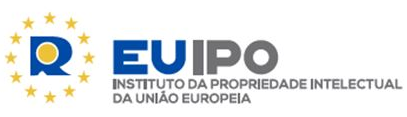 R
EUIPO
INSTITUTO DA PROPRIEDADE INTELECTUAL
DA UNIÃO EUROPEIA